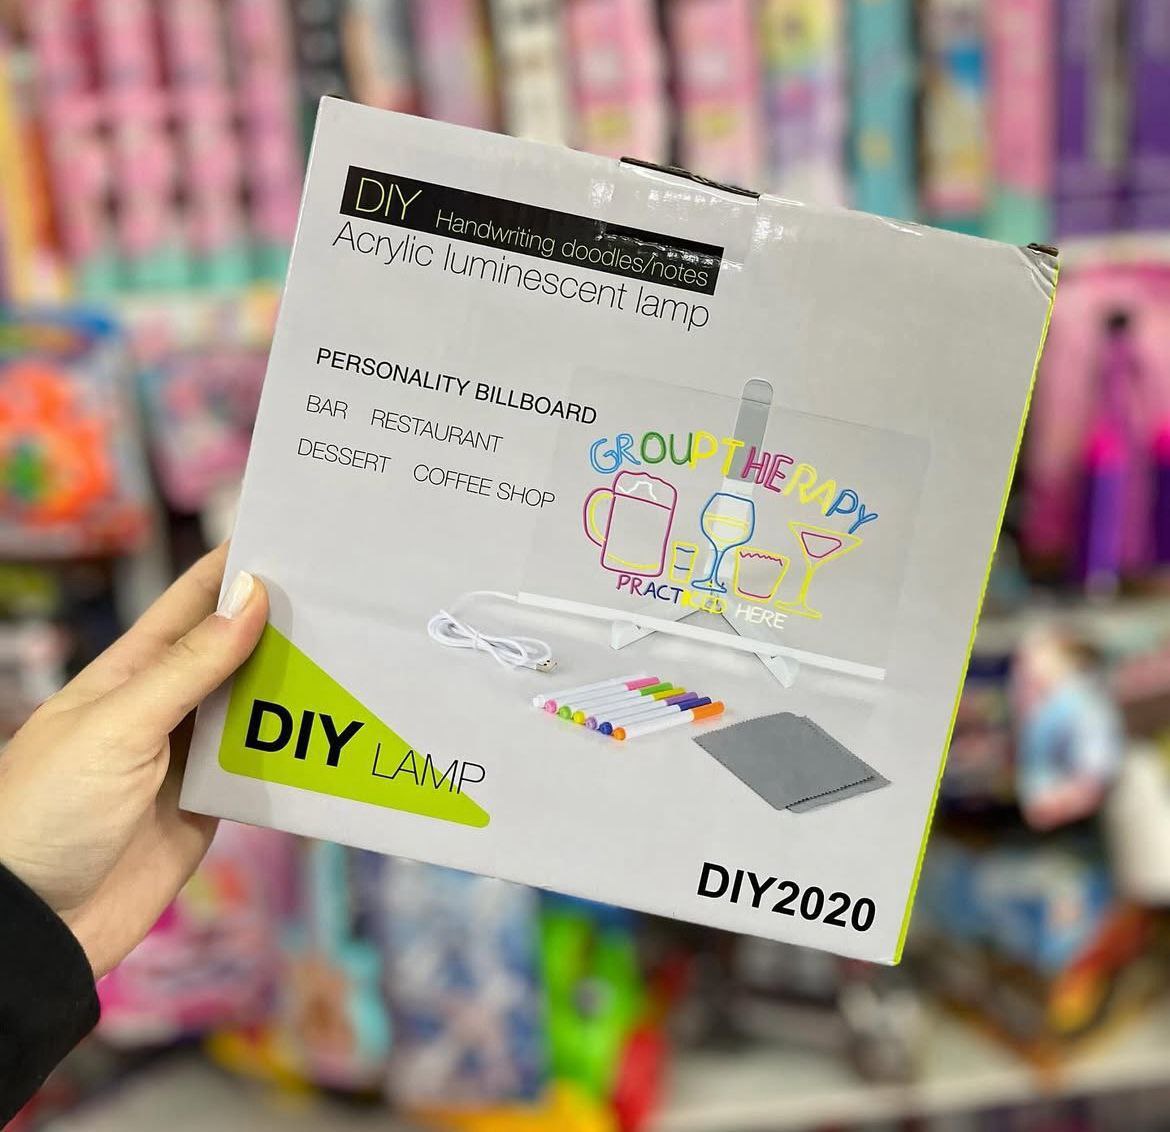 DIY Handwriting doodles/notes
Acrylic luminescent lamp
PERSONALITY BILLBOARD
BAR RESTAURANT
DESSERT COFFEE SHOP
GROUPTHERAPY
PRACTICED HERE
DIY LAMP
DIY2020